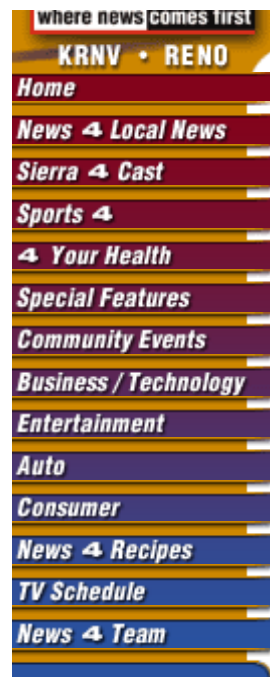 where news comes first
KRNV • RENO
Home
News 4 Local News
Sierra 4 Cast
Sports 4
4 Your Health
Special Features
Community Events
Business / Technology
Entertainment
Auto
Consumer
News 4 Recipes
TV Schedule
News 4 Team